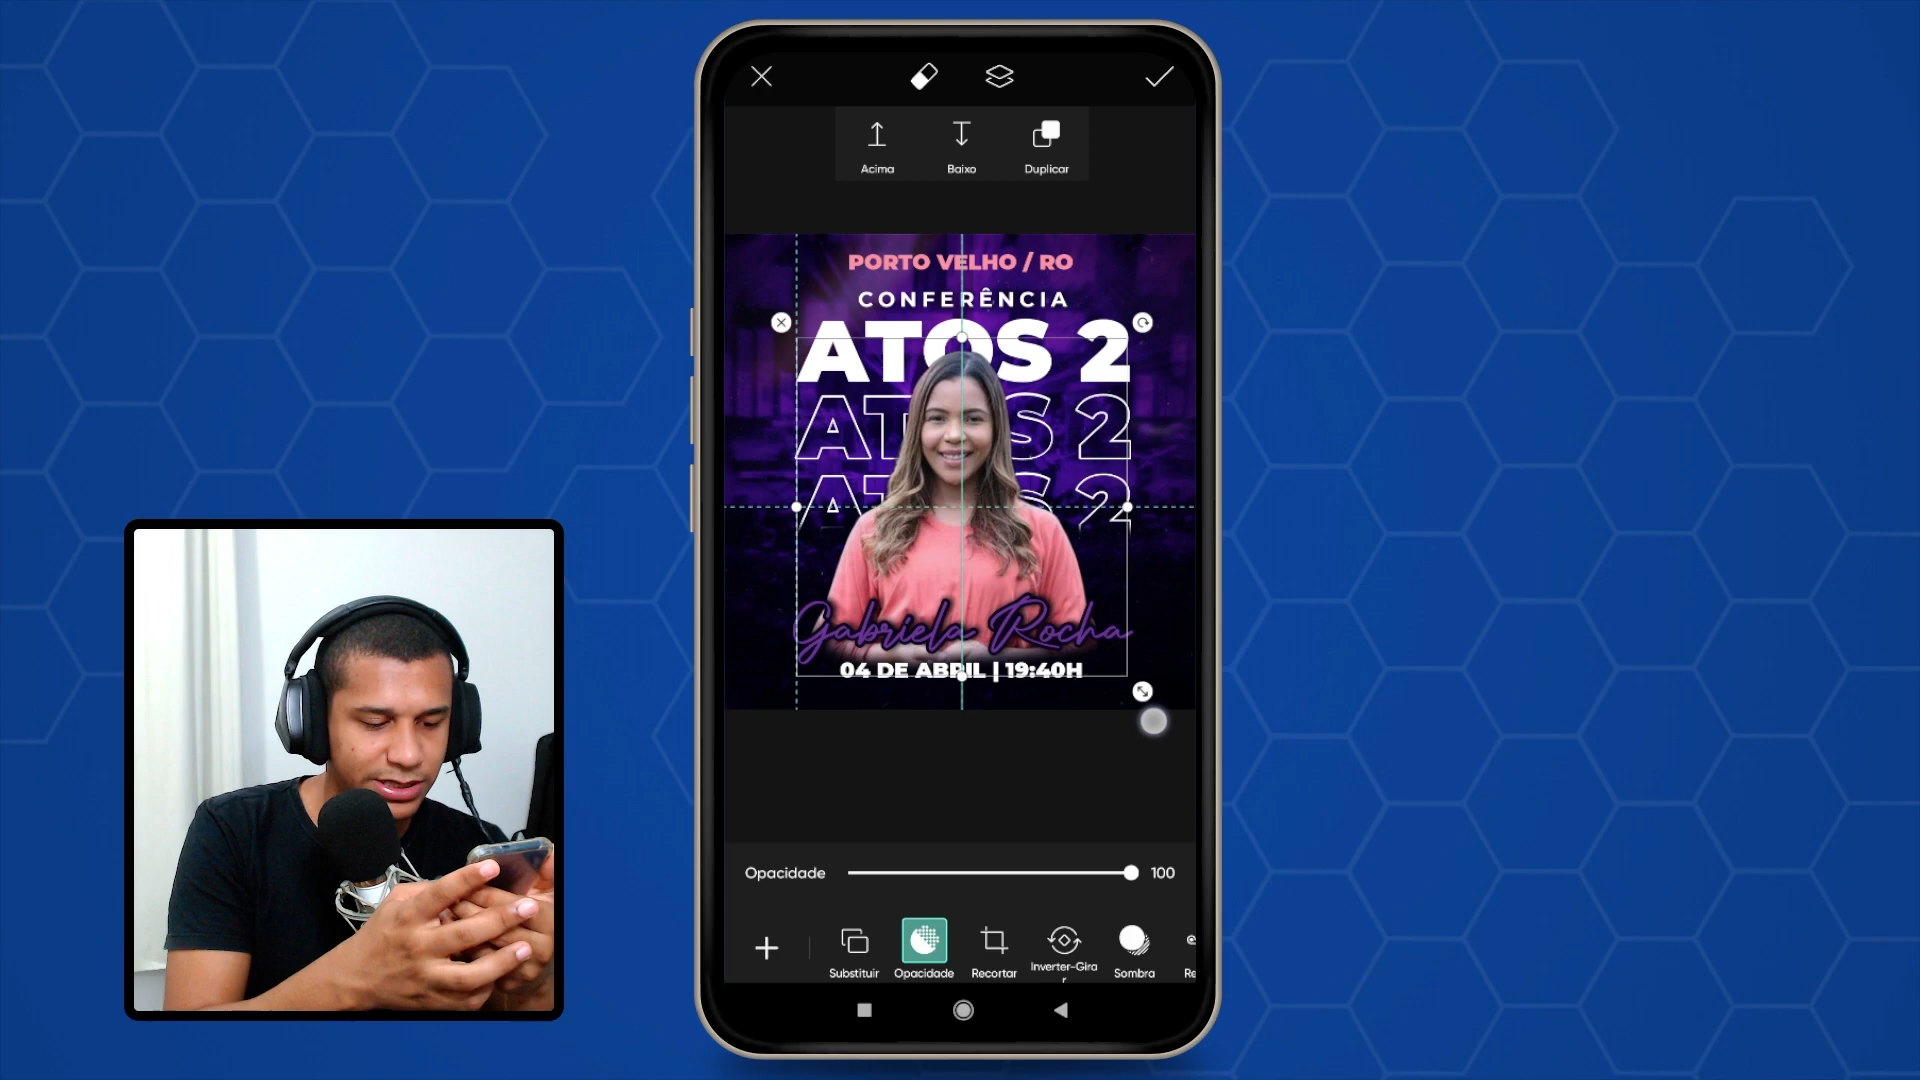 Acima
Baixo
Duplicar
PORTO VELHO / RO
CONFERÊNCIA
ATOS 2
ATOS 2
ATOS 2
Gabriela Rocha
04 DE ABRIL | 19:40H
Opacidade
100
Substituir
Opacidade
Recortar
Inverter-Gira
r
Sombra
Re